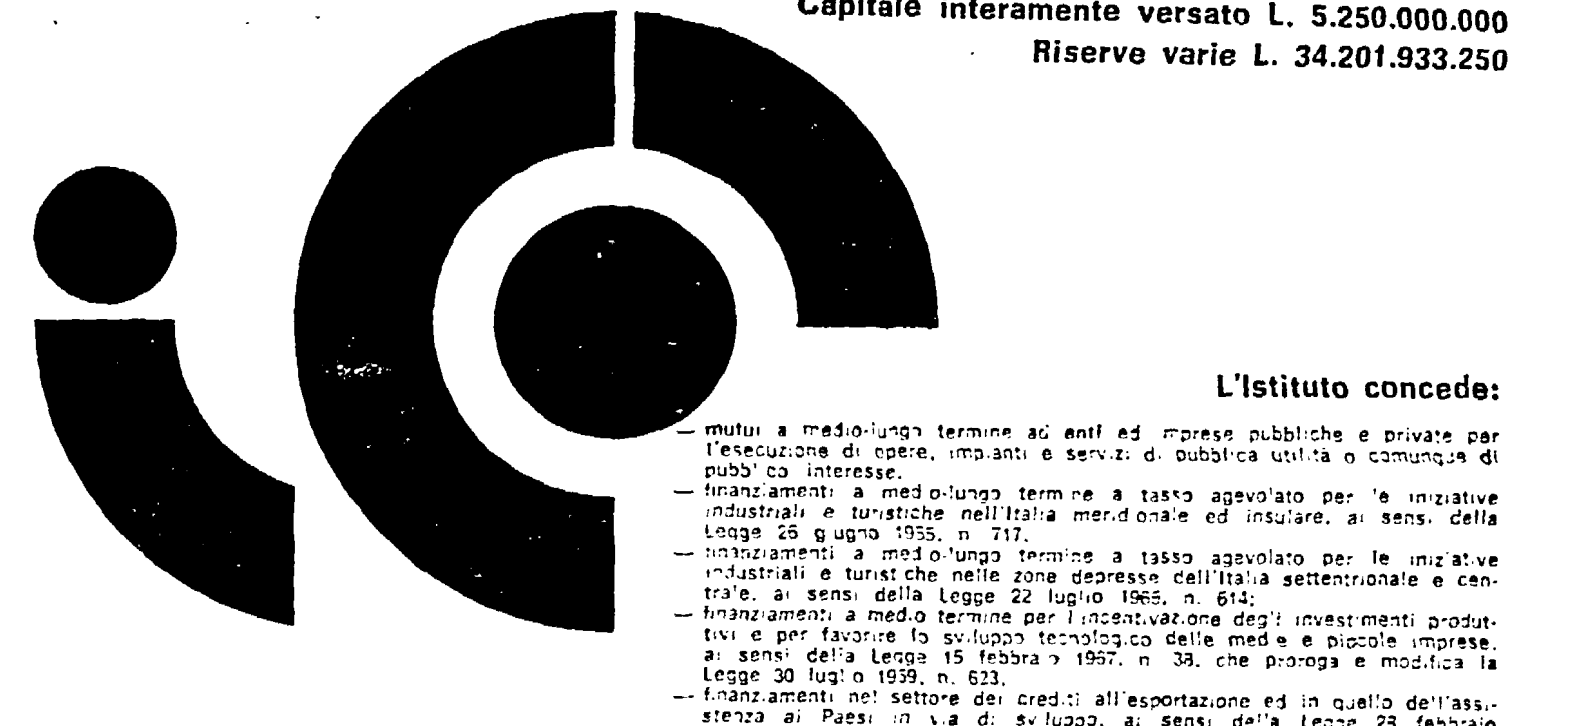 Capitale interamente versato L. 5.250.000.000
Riserve varie L. 34.201.933.250
L'Istituto concede:
— mutui a medio-lungo termine ad enti ed imprese pubbliche e private per
l'esecuzione di opere, impianti e servizi di pubblica utilità o comunque di
pubblico interesse.
— finanziamenti a medio-lungo termine a tasso agevolato per le iniziative
industriali e turistiche nell'Italia meridionale ed insulare, ai sensi della
Legge 26 giugno 1965, n. 717.
— finanziamenti a medio-lungo termine a tasso agevolato per le iniziative
industriali e turistiche nelle zone depresse dell'Italia settentrionale e cen-
trale, ai sensi della Legge 22 luglio 1966, n. 614;
— finanziamenti a medio termine per l'incentivazione degli investimenti produt-
tivi e per favorire lo sviluppo tecnologico delle medie e piccole imprese,
ai sensi della Legge 15 febbraio 1967, n. 38, che proroga e modifica la
Legge 30 luglio 1959, n. 623,
— finanziamenti nel settore dei crediti all'esportazione ed in quello dell'assi-
stenza ai Paesi in via di sviluppo, ai sensi della Legge 28 febbraio